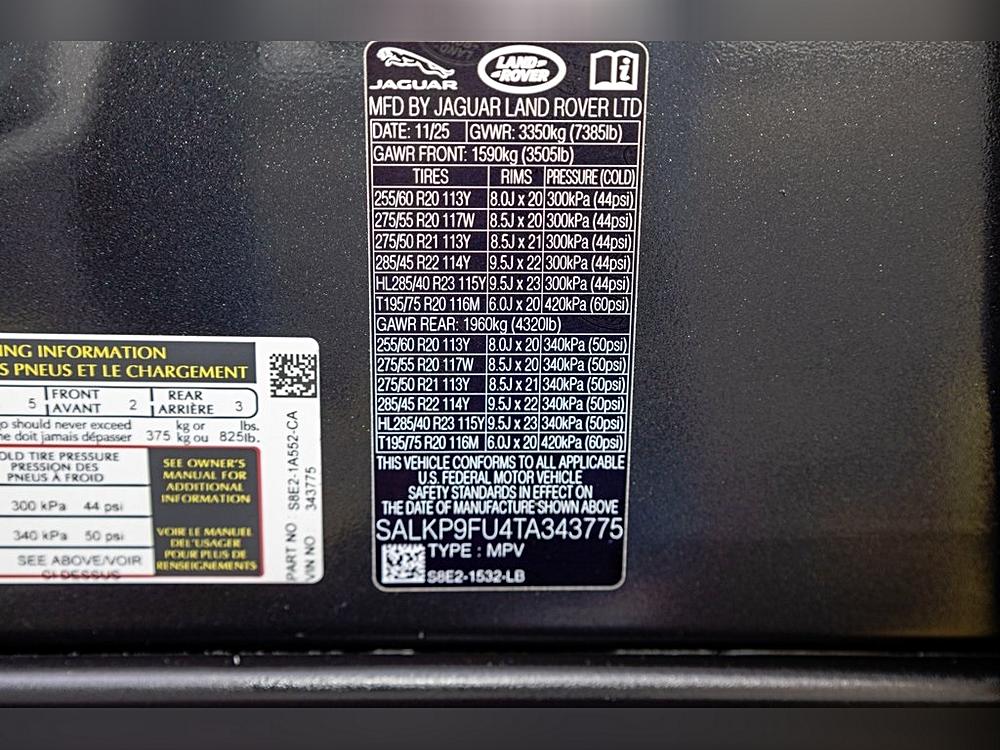 JAGUAR
LAND ROVER
MFD BY JAGUAR LAND ROVER LTD
DATE: 11/25 GVWR: 3350kg (7385lb)
GAWR FRONT: 1590kg (3505lb)
TIRES RIMS PRESSURE (COLD)
255/60 R20 113Y 8.0J x 20 300kPa (44psi)
275/55 R20 117W 8.5J x 20 300kPa (44psi)
275/50 R21 113Y 8.5J x 21 300kPa (44psi)
285/45 R22 114Y 9.5J x 22 300kPa (44psi)
HL285/40 R23 115Y 9.5J x 23 300kPa (44psi)
T195/75 R20 116M 6.0J x 20 420kPa (60psi)
GAWR REAR: 1960kg (4320lb)
255/60 R20 113Y 8.0J x 20 340kPa (50psi)
275/55 R20 117W 8.5J x 20 340kPa (50psi)
275/50 R21 113Y 8.5J x 21 340kPa (50psi)
285/45 R22 114Y 9.5J x 22 340kPa (50psi)
HL285/40 R23 115Y 9.5J x 23 340kPa (50psi)
T195/75 R20 116M 6.0J x 20 420kPa (60psi)
THIS VEHICLE CONFORMS TO ALL APPLICABLE
U.S. FEDERAL MOTOR VEHICLE
SAFETY STANDARDS IN EFFECT ON
THE DATE OF MANUFACTURE SHOWN ABOVE
SALKP9FU4TA343775
TYPE : MPV
S8E2-1532-LB
ING INFORMATION
S PNEUS ET LE CHARGEMENT
5 FRONT AVANT 2 REAR ARRIÈRE 3
o should never exceed kg or lbs.
ne doit jamais dépasser 375 kg ou 825lb.
OLD TIRE PRESSURE
PRESSION DES
PNEUS À FROID
300 kPa 44 psi
340 kPa 50 psi
SEE ABOVE/VOIR
CI-DESSUS
SEE OWNER'S
MANUAL FOR
ADDITIONAL
INFORMATION
VOIR LE MANUEL
DE L'USAGER
POUR PLUS DE
RENSEIGNEMENTS
PART NO S8E2-1A552-CA
VIN NO 343775